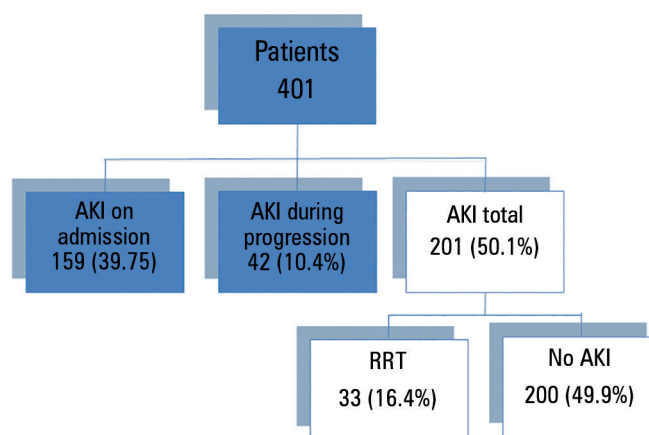 Patients
401
AKI on
admission
159 (39.75)
AKI during
progression
42 (10.4%)
AKI total
201 (50.1%)
RRT
33 (16.4%)
No AKI
200 (49.9%)